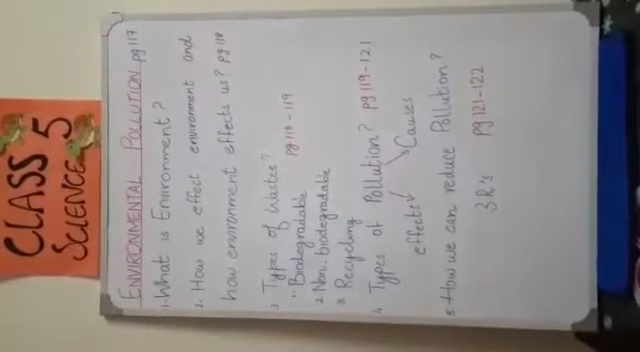 CLASS 5
SCIENCE
ENVIRONMENTAL POLLUTION pg 117
1- What is Environment?
2- How we effect environment and
how environment effects us? pg 118
3 Types of Wastes?
1. Biodegradable pg 118-119
2 Non-biodegradable
3 Recycling
4 Types of Pollution? pg 119-121
effects Causes
5- How we can reduce Pollution?
3R's pg 121-122